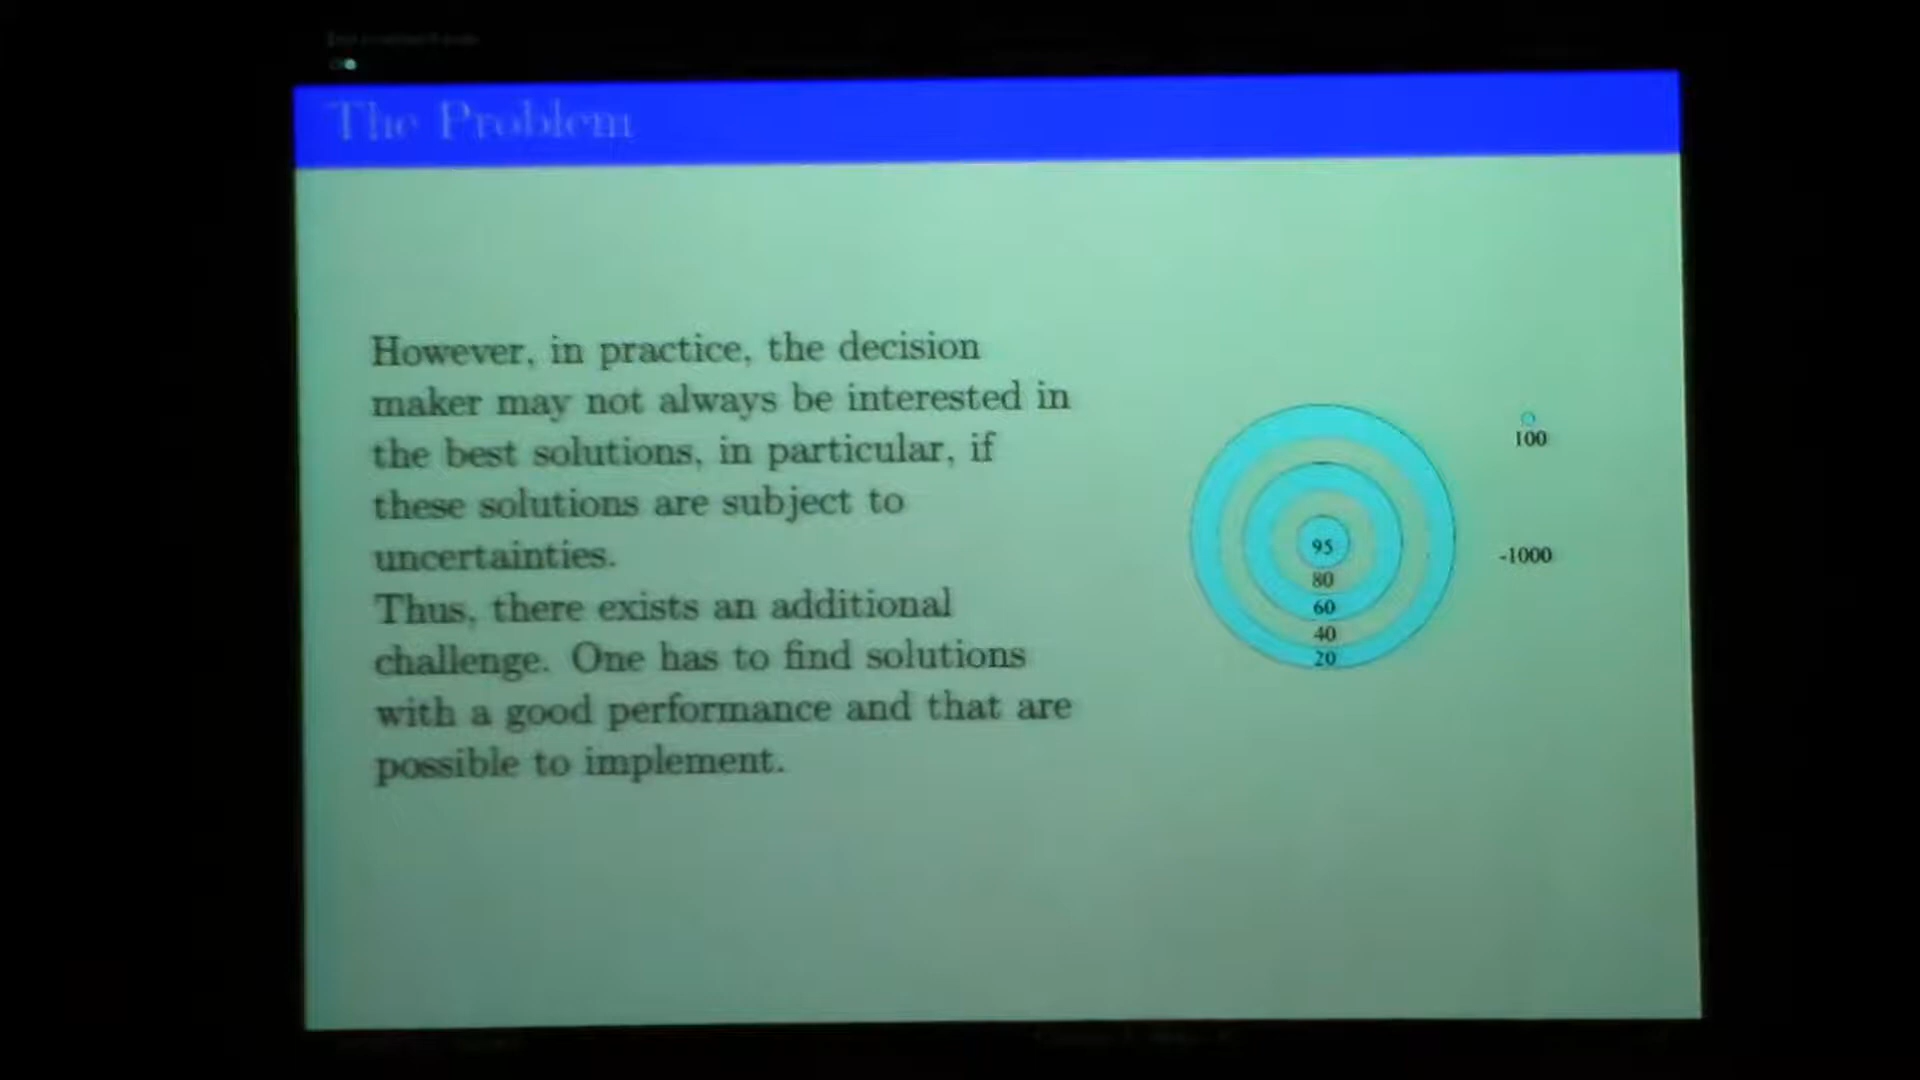 The Problem
However, in practice, the decision
maker may not always be interested in
the best solutions, in particular, if
these solutions are subject to
uncertainties.
Thus, there exists an additional
challenge. One has to find solutions
with a good performance and that are
possible to implement.
100
-1000
95
80
60
40
20